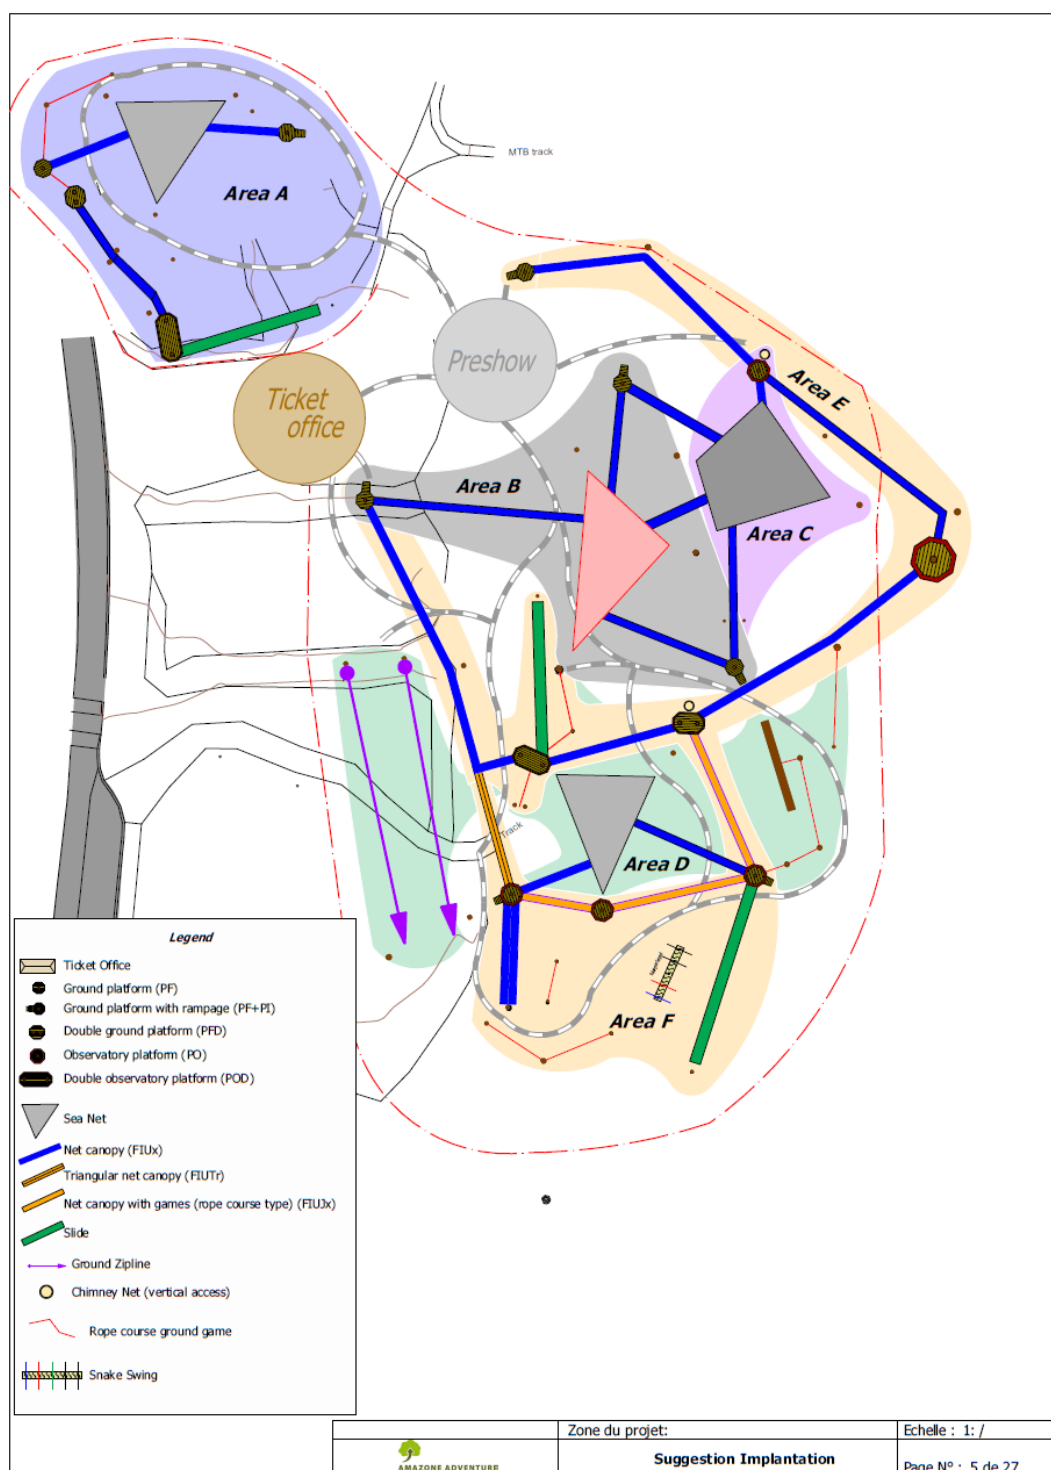 MTB track
Area A
Preshow
Area E
Ticket
office
Area B
Area C
Track
Area D
Area F
Legend
Ticket Office
Ground platform (PF)
Ground platform with rampage (PF+PI)
Double ground platform (PFD)
Observatory platform (PO)
Double observatory platform (POD)
Sea Net
Net canopy (FIUx)
Triangular net canopy (FIUTr)
Net canopy with games (rope course type) (FIUJx)
Slide
Ground Zipline
Chimney Net (vertical access)
Rope course ground game
Snake Swing
Zone du projet:
Echelle : 1: /
AMAZONE ADVENTURE
Suggestion Implantation
Page N° : 5 de 27